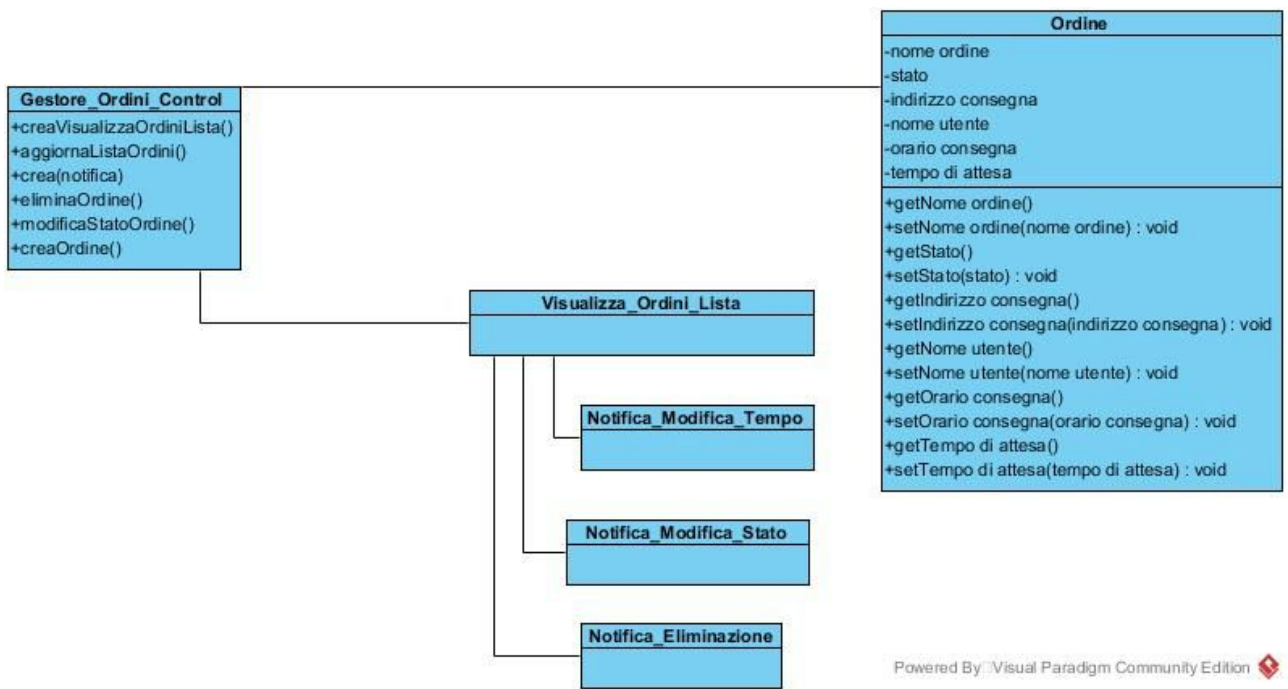 Gestore_Ordini_Control
+creaVisualizzaOrdiniLista()
+aggiornaListaOrdini()
+crea(notifica)
+eliminaOrdine()
+modificaStatoOrdine()
+creaOrdine()
Ordine
-nome ordine
-stato
-indirizzo consegna
-nome utente
-orario consegna
-tempo di attesa
+getNome ordine()
+setNome ordine(nome ordine) : void
+getStato()
+setStato(stato) : void
+getIndirizzo consegna()
+setIndirizzo consegna(indirizzo consegna) : void
+getNome utente()
+setNome utente(nome utente) : void
+getOrario consegna()
+setOrario consegna(orario consegna) : void
+getTempo di attesa()
+setTempo di attesa(tempo di attesa) : void
Visualizza_Ordini_Lista
Notifica_Modifica_Tempo
Notifica_Modifica_Stato
Notifica_Eliminazione
Powered By Visual Paradigm Community Edition